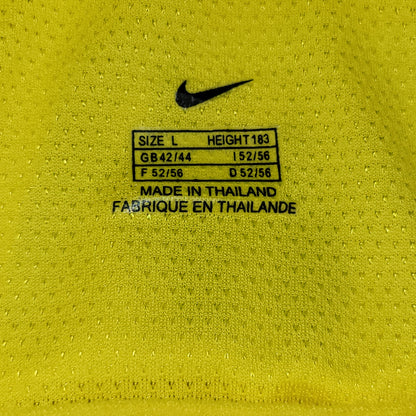 SIZE L HEIGHT 183
GB 42/44 I 52/56
F 52/56 D 52/56
MADE IN THAILAND
FABRIQUE EN THAILANDE